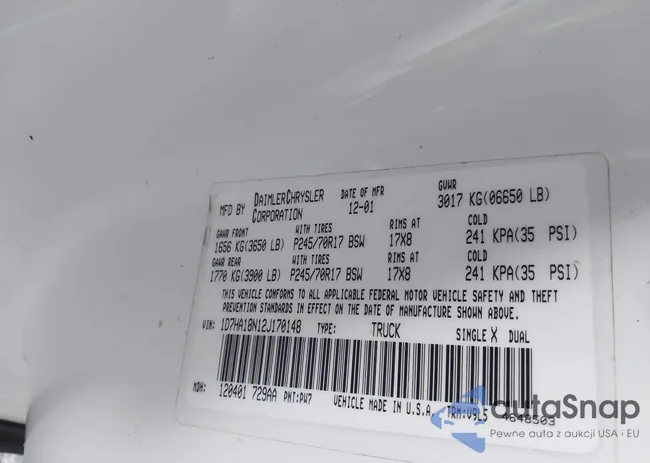 MFD BY DAIMLERCHRYSLER CORPORATION DATE OF MFR 12-01 GVWR 3017 KG(06650 LB)
GAWR FRONT WITH TIRES RIMS AT COLD
1656 KG(3650 LB) P245/70R17 BSW 17X8 241 KPA(35 PSI)
GAWR REAR WITH TIRES RIMS AT COLD
1770 KG(3900 LB) P245/70R17 BSW 17X8 241 KPA(35 PSI)
THIS VEHICLE CONFORMS TO ALL APPLICABLE FEDERAL MOTOR VEHICLE SAFETY AND THEFT
PREVENTION STANDARDS IN EFFECT ON THE DATE OF MANUFACTURE SHOWN ABOVE.
VIN: 1D7HA18N12J170148 TYPE: TRUCK SINGLE X DUAL
MDH: 120401 729AA PNT:PW7 VEHICLE MADE IN U.S.A. TRM:V9L5 4648503
autaSnap
Pewne auta z aukcji USA i EU